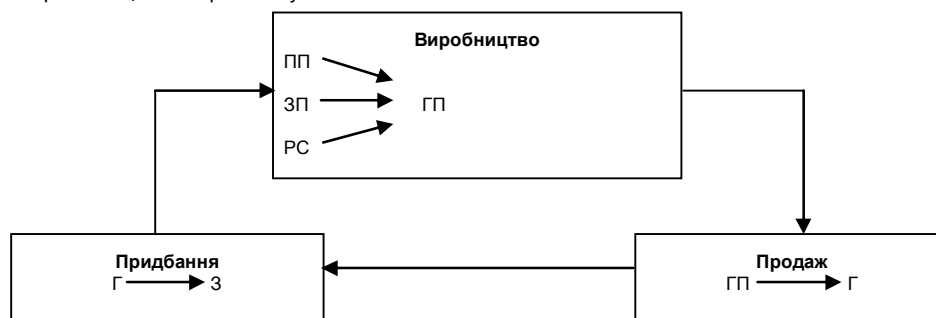 Виробництво
ПП
ЗП
ГП
РС
Придбання
Г
З
Продаж
ГП
Г